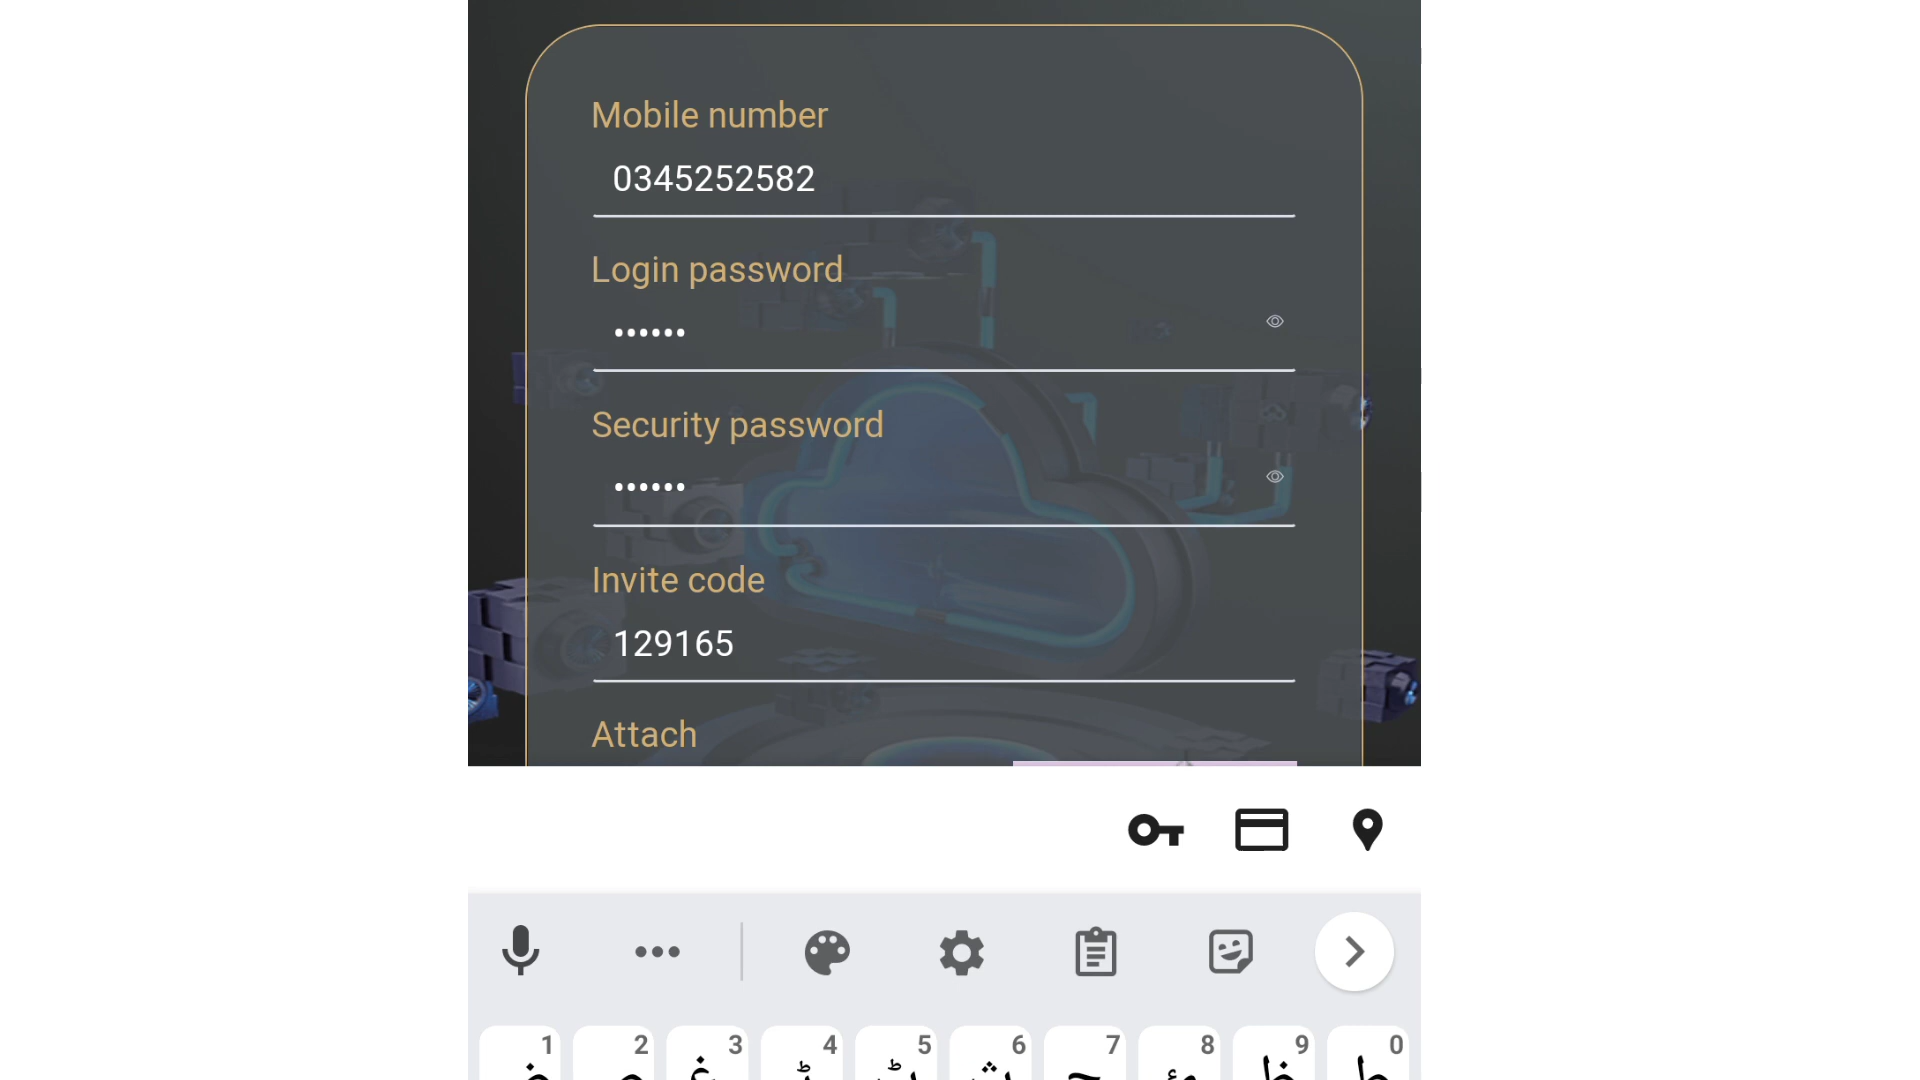 Mobile number
0345252582
Login password
••••••
Security password
••••••
Invite code
129165
Attach
1 2 3 4 5 6 7 8 9 0